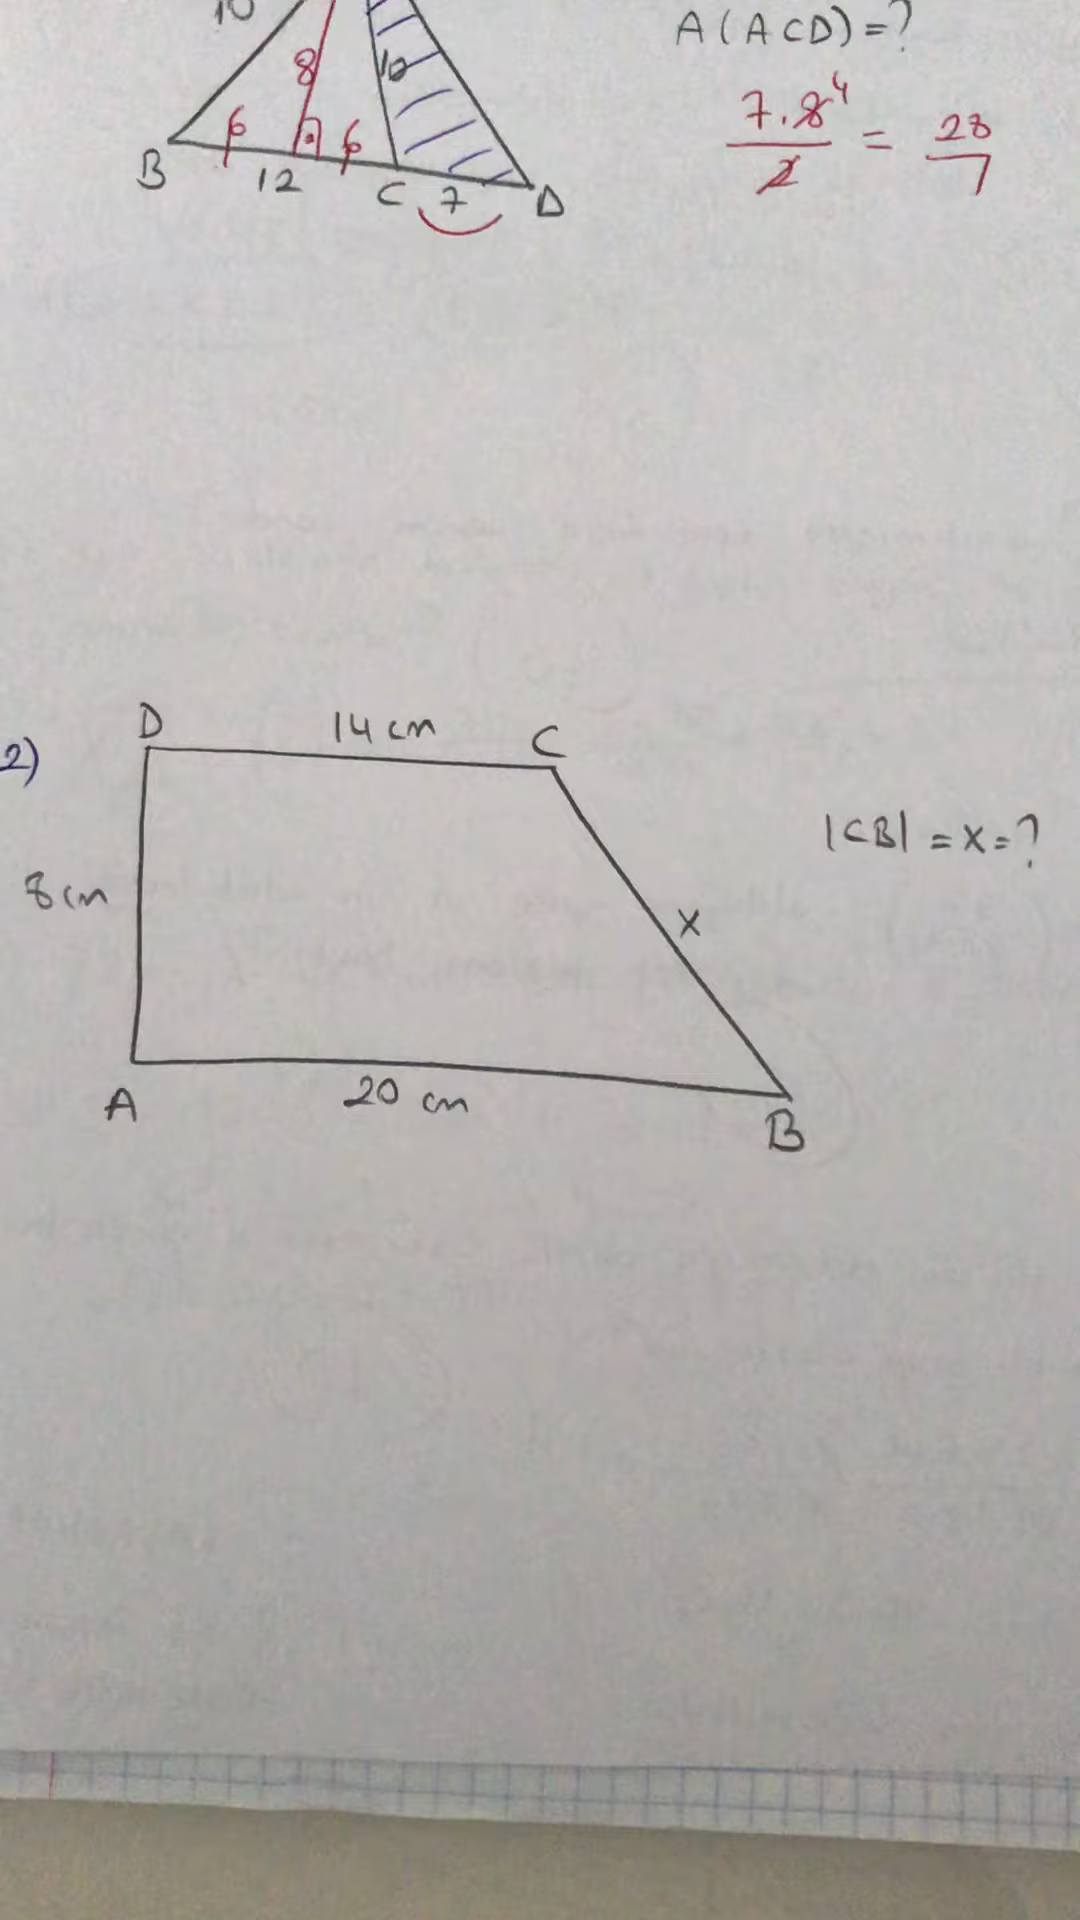 10
A(ACD)=?
8
10
7.8⁴/2 = 28
6
6
B
12
C
7
D
D
14 cm
C
2)
|CB| = x = ?
8cm
x
20 cm
A
B